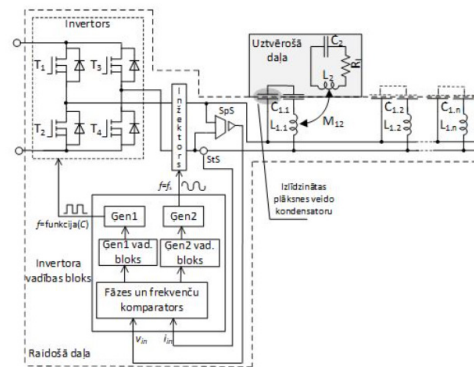 Invertors
T1
T3
T2
T4
Inžektors
SpS
StS
Uztvērošā
daļa
C2
Rl
L2
M12
C1.1
L1.1
C1.2
L1.2
C1.n
L1.n
Izlīdzinātas
plāksnes veido
kondensatoru
f=funkcija(C)
Gen1
Gen2
Gen1 vad.
bloks
Gen2 vad.
bloks
Invertora
vadības bloks
Fāzes un frekvenču
komparators
vin
iin
Raidošā daļa